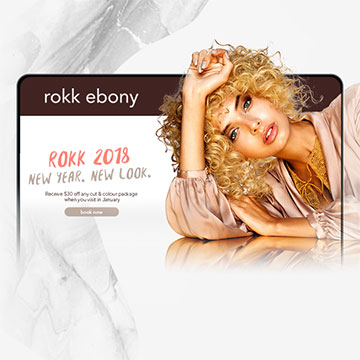 rokk ebony
ROKK 2018
NEW YEAR. NEW LOOK.
Receive $30 off any cut & colour package
when you visit in January
book now